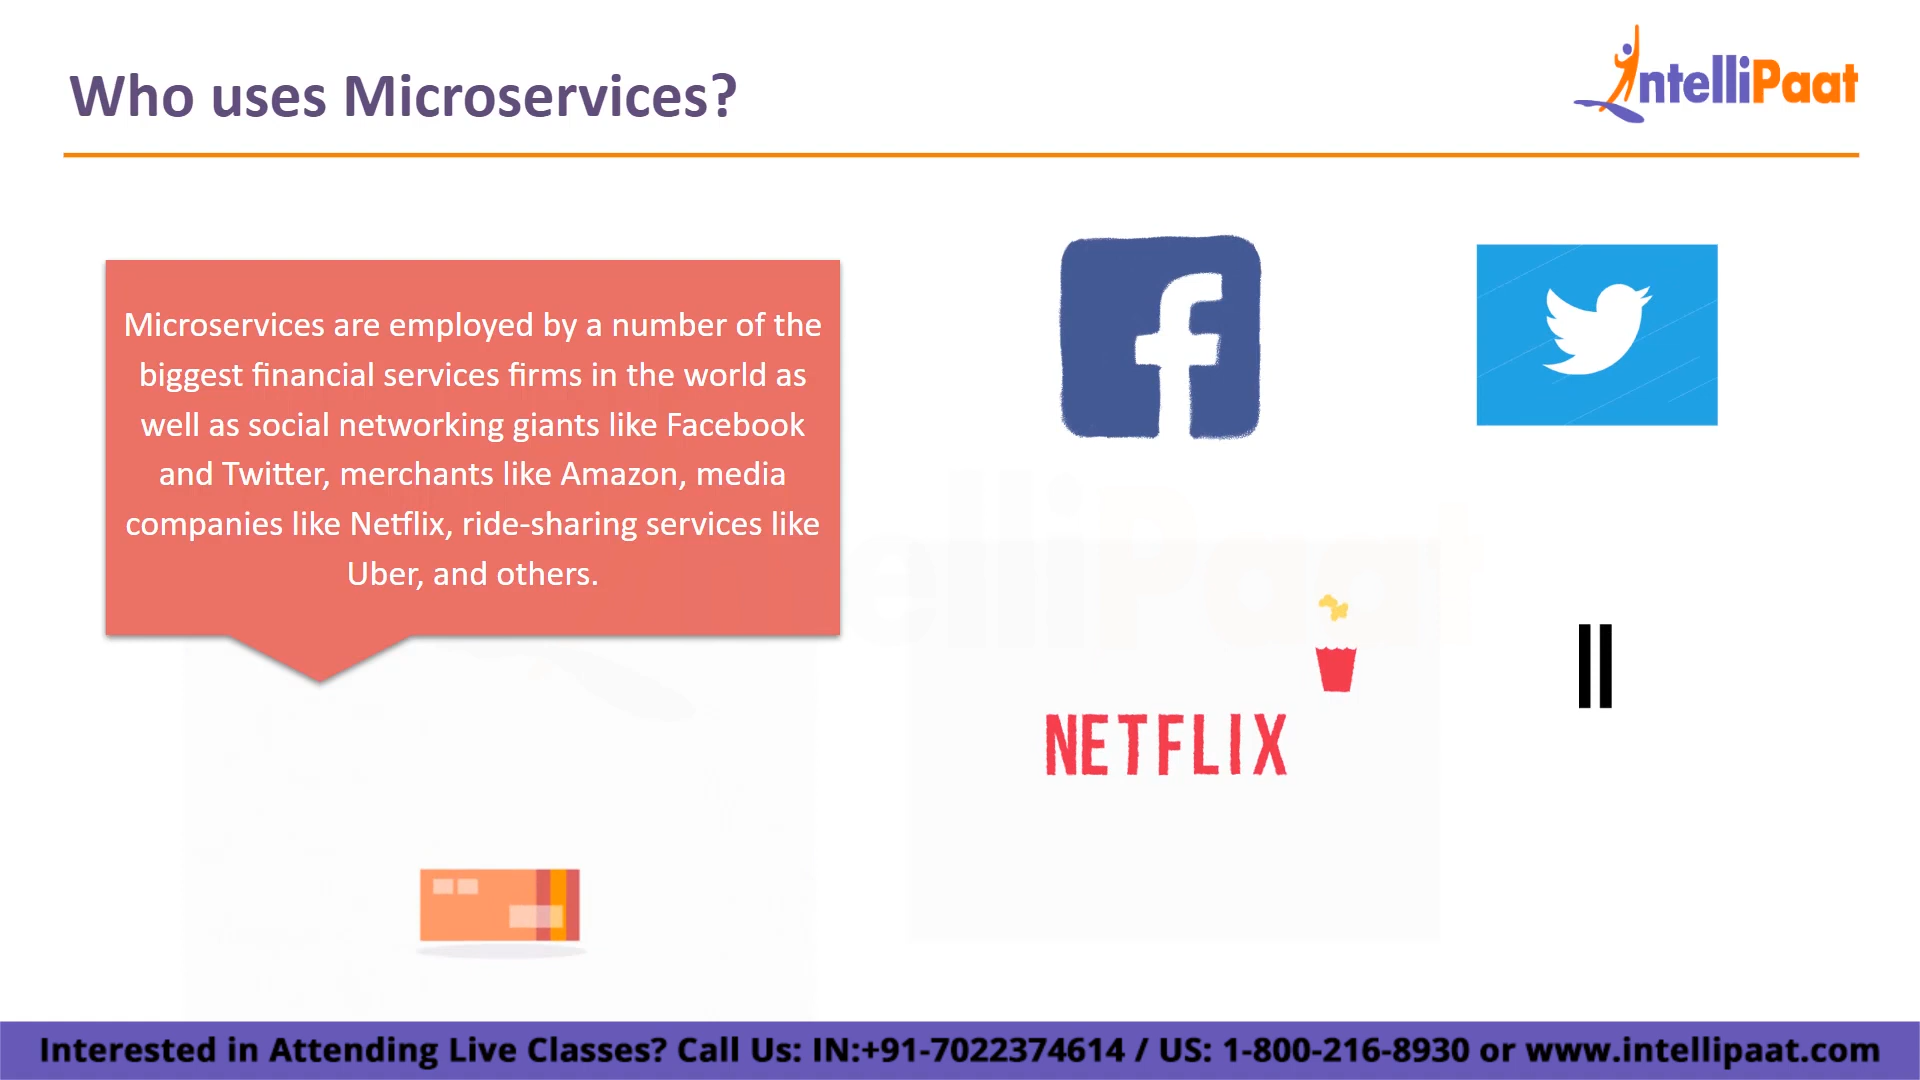 Who uses Microservices?
IntelliPaat
Microservices are employed by a number of the
biggest financial services firms in the world as
well as social networking giants like Facebook
and Twitter, merchants like Amazon, media
companies like Netflix, ride-sharing services like
Uber, and others.
NETFLIX
Interested in Attending Live Classes? Call Us: IN:+91-7022374614 / US: 1-800-216-8930 or www.intellipaat.com